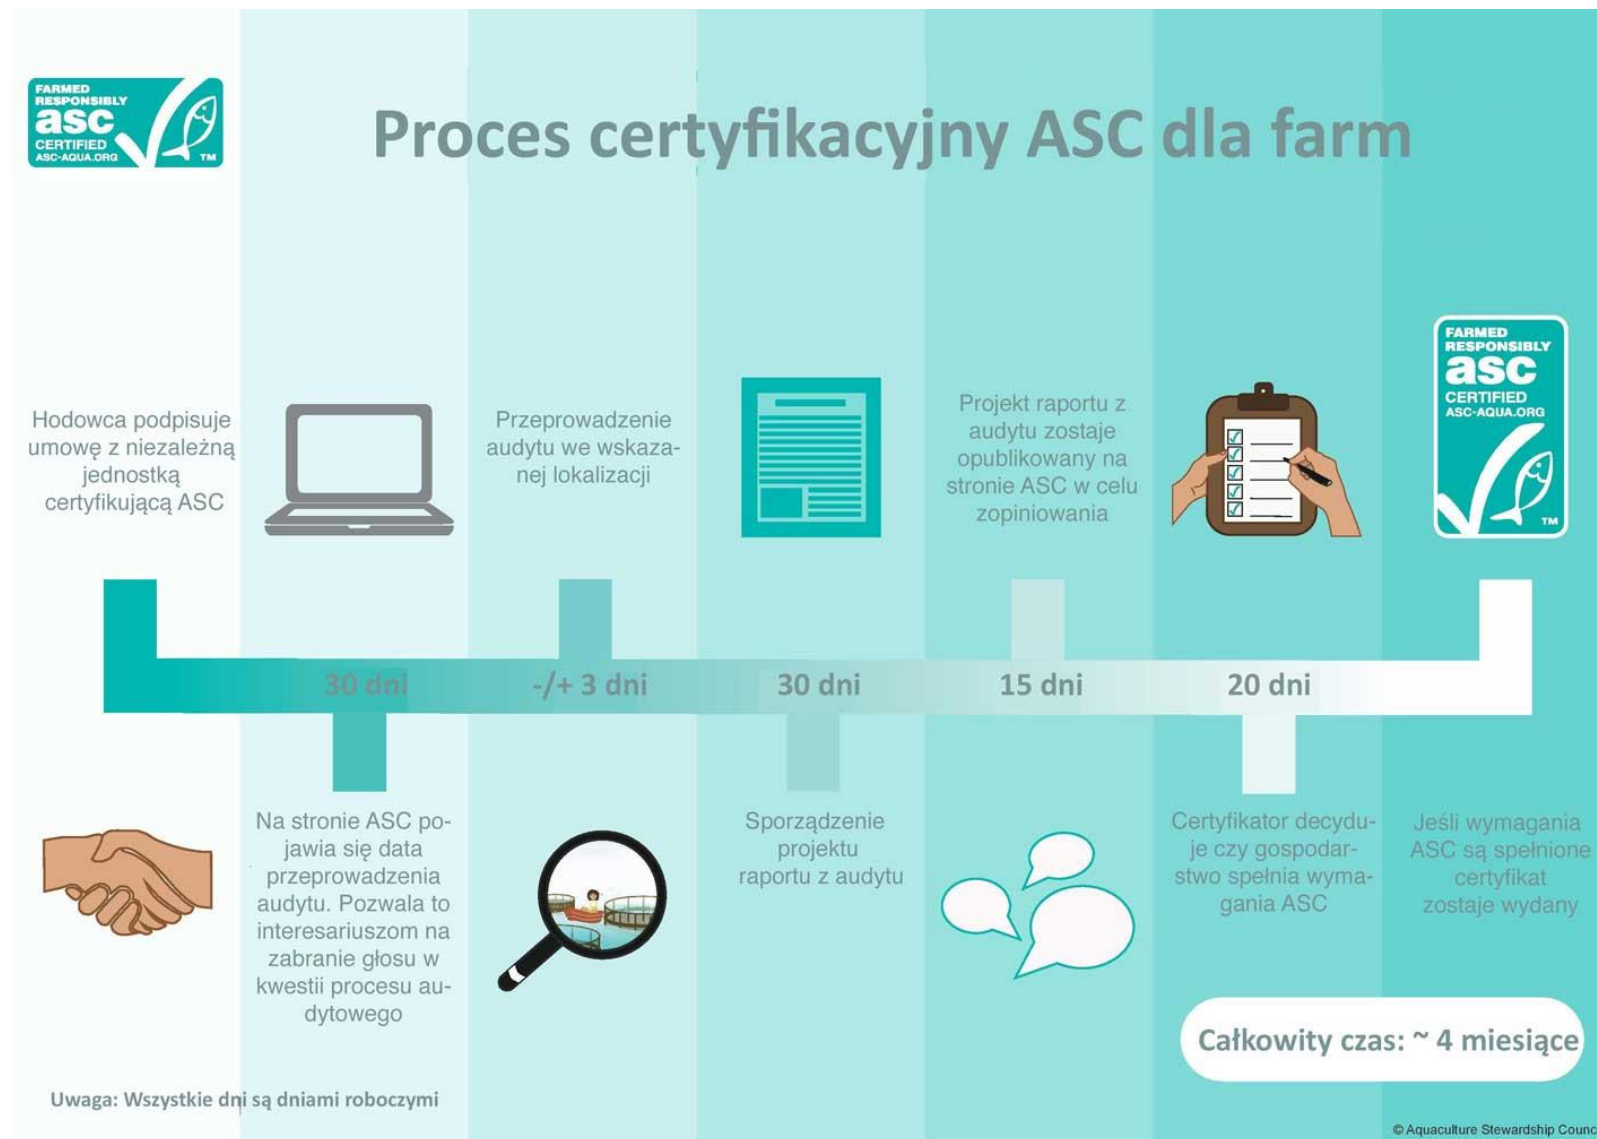 FARMED
RESPONSIBLY
asc
CERTIFIED
ASC-AQUA.ORG
TM
Proces certyfikacyjny ASC dla farm
Hodowca podpisuje
umowę z niezależną
jednostką
certyfikującą ASC
Przeprowadzenie
audytu we wskaza-
nej lokalizacji
Projekt raportu z
audytu zostaje
opublikowany na
stronie ASC w celu
zopiniowania
FARMED
RESPONSIBLY
asc
CERTIFIED
ASC-AQUA.ORG
TM
30 dni
-/+ 3 dni
30 dni
15 dni
20 dni
Na stronie ASC po-
jawia się data
przeprowadzenia
audytu. Pozwala to
interesariuszom na
zabranie głosu w
kwestii procesu au-
dytowego
Sporządzenie
projektu
raportu z audytu
Certyfikator decydu-
je czy gospodar-
stwo spełnia wyma-
gania ASC
Jeśli wymagania
ASC są spełnione
certyfikat
zostaje wydany
Całkowity czas: ~ 4 miesiące
Uwaga: Wszystkie dni są dniami roboczymi
© Aquaculture Stewardship Counc